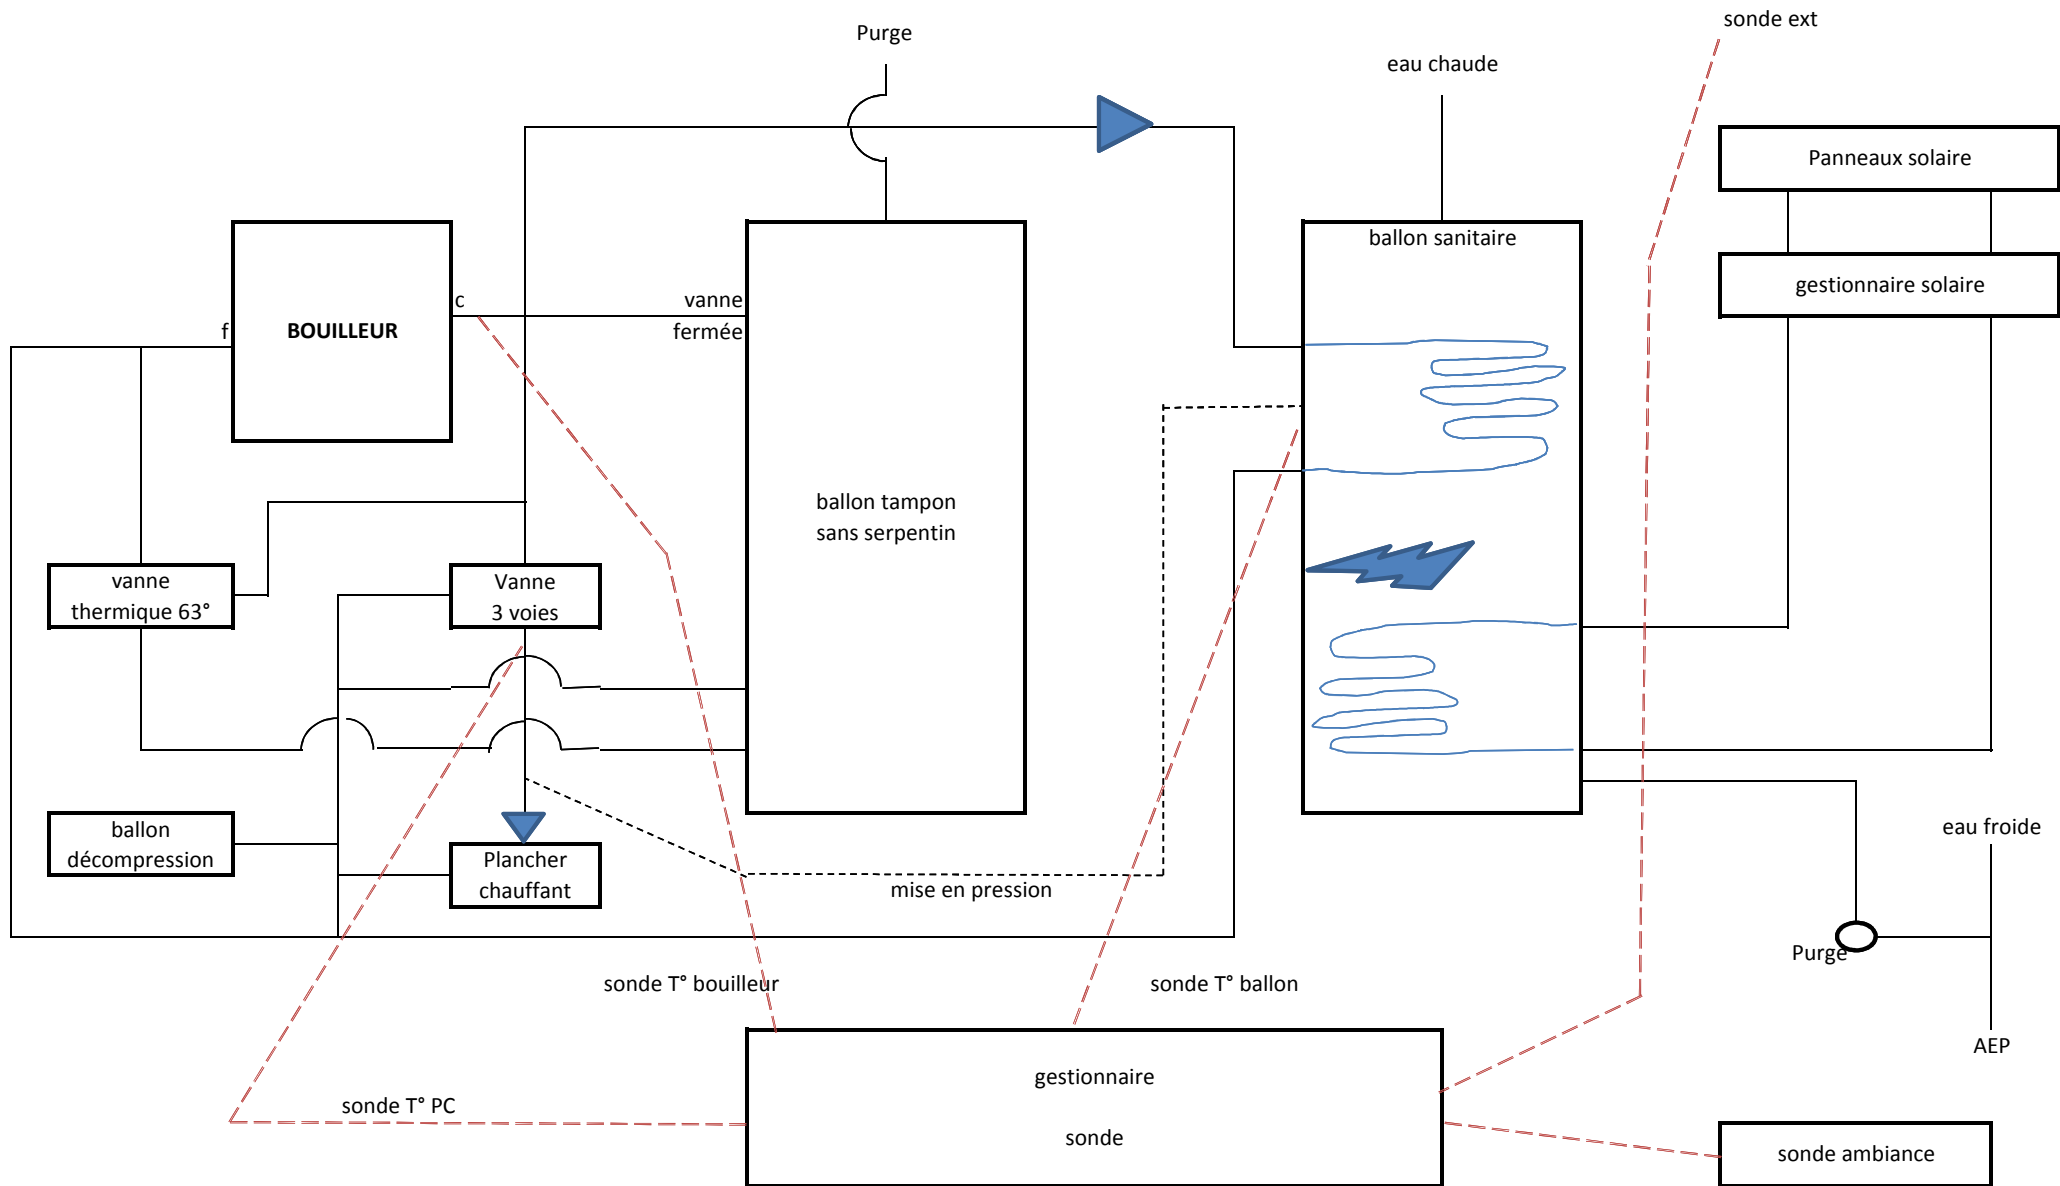 sonde ext
Purge
eau chaude
Panneaux solaire
ballon sanitaire
gestionnaire solaire
c
vanne
fermée
f
BOUILLEUR
ballon tampon
sans serpentin
vanne
thermique 63°
Vanne
3 voies
ballon
décompression
Plancher
chauffant
mise en pression
eau froide
Purge
sonde T° bouilleur
sonde T° ballon
AEP
gestionnaire
sonde
sonde T° PC
sonde ambiance